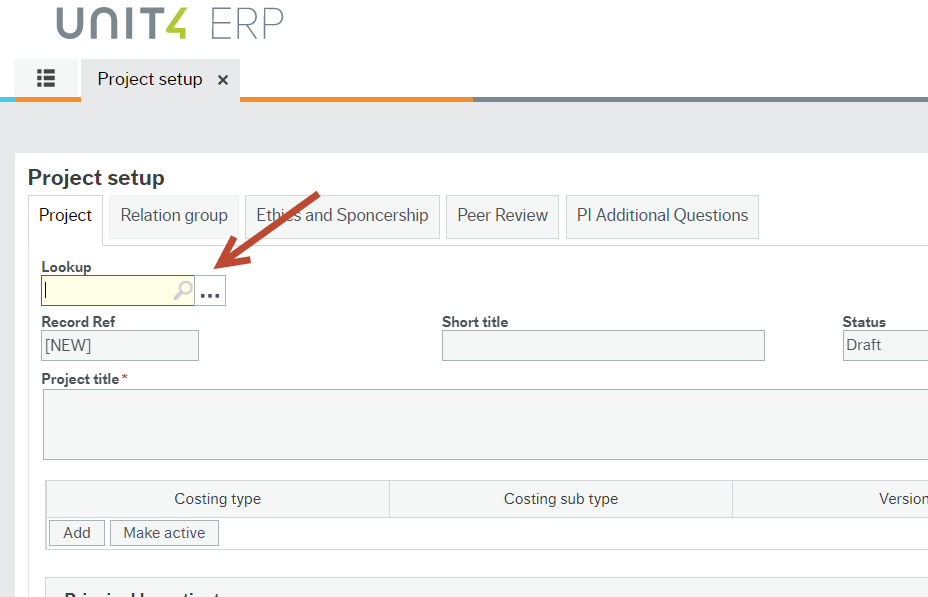 UNIT4 ERP
Project setup ×
Project setup
Project Relation group Ethics and Sponcership Peer Review PI Additional Questions
Lookup
...
Record Ref Short title Status
[NEW] Draft
Project title*
Costing type Costing sub type Version
Add Make active